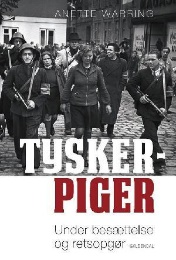 ANETTE WARRING
TYSKER-
PIGER
Under besættelse
og retsopgør GYLDENDAL